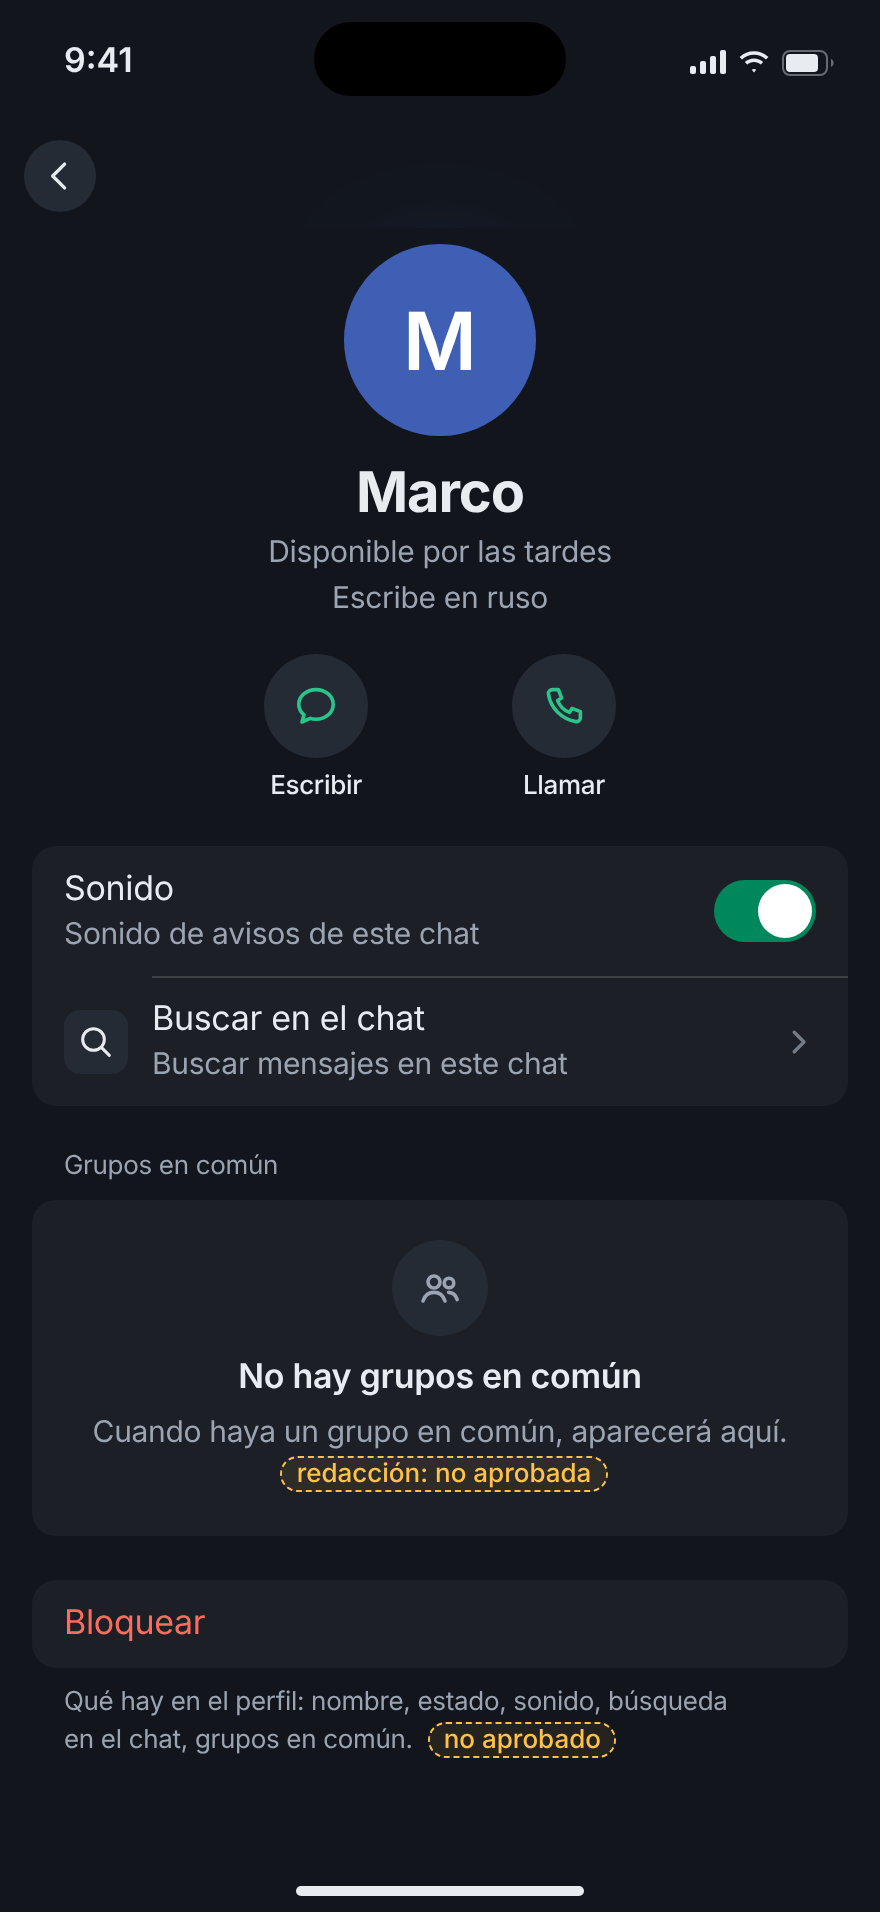 9:41
M
Marco
Disponible por las tardes
Escribe en ruso
Escribir
Llamar
Sonido
Sonido de avisos de este chat
Buscar en el chat
Buscar mensajes en este chat
Grupos en común
No hay grupos en común
Cuando haya un grupo en común, aparecerá aquí.
redacción: no aprobada
Bloquear
Qué hay en el perfil: nombre, estado, sonido, búsqueda
en el chat, grupos en común. no aprobado